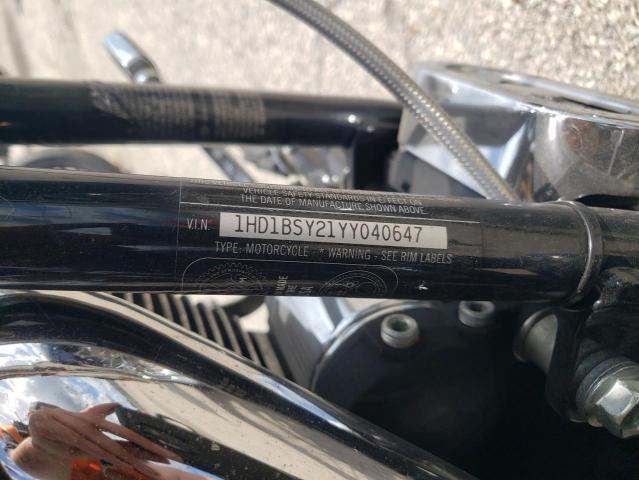 VEHICLE SAFETY STANDARDS IN EFFECT ON
THE DATE OF MANUFACTURE SHOWN ABOVE.
V.I.N. 1HD1BSY21YY040647
TYPE: MOTORCYCLE * WARNING - SEE RIM LABELS